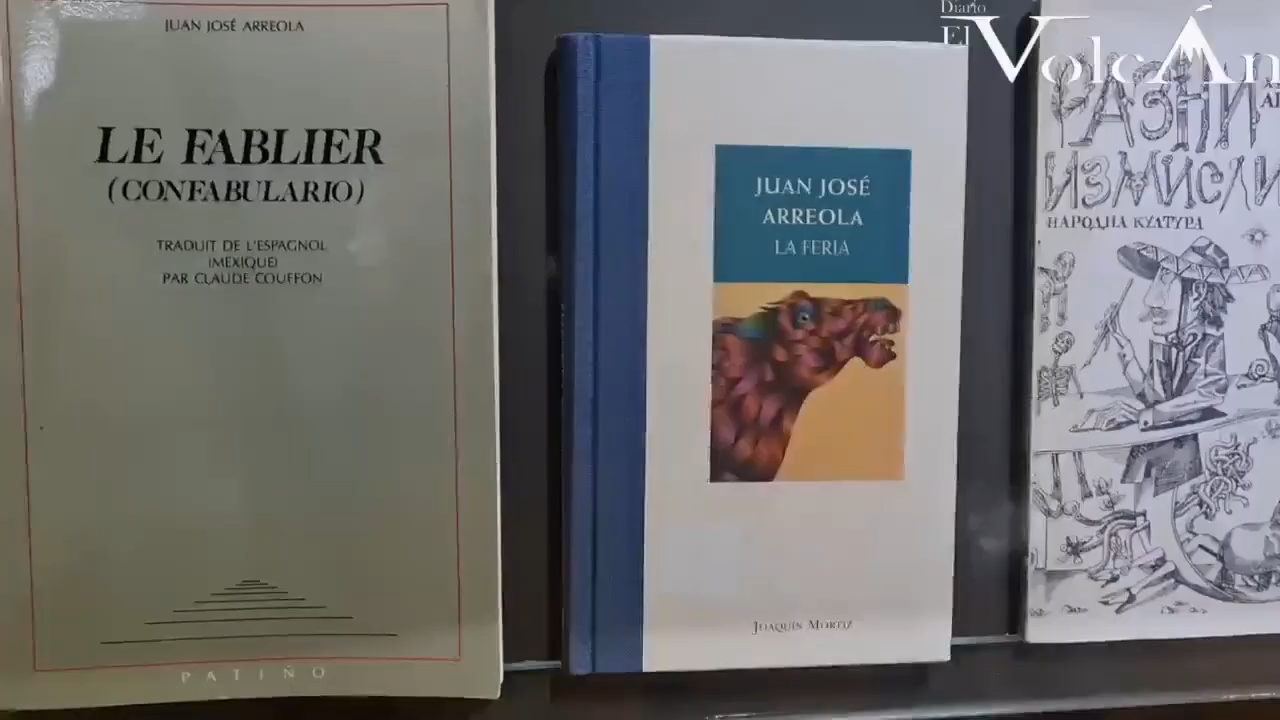 JUAN JOSÉ ARREOLA
LE FABLIER
(CONFABULARIO)
TRADUIT DE L'ESPAGNOL
(MEXIQUE)
PAR CLAUDE COUFFON
PATIÑO
JUAN JOSÉ
ARREOLA
LA FERIA
JOAQUÍN MORTIZ
Diario
El Volcán
РАЗНИ
ИЗМИСЛИ
НАРОДНА КУЛТУРА